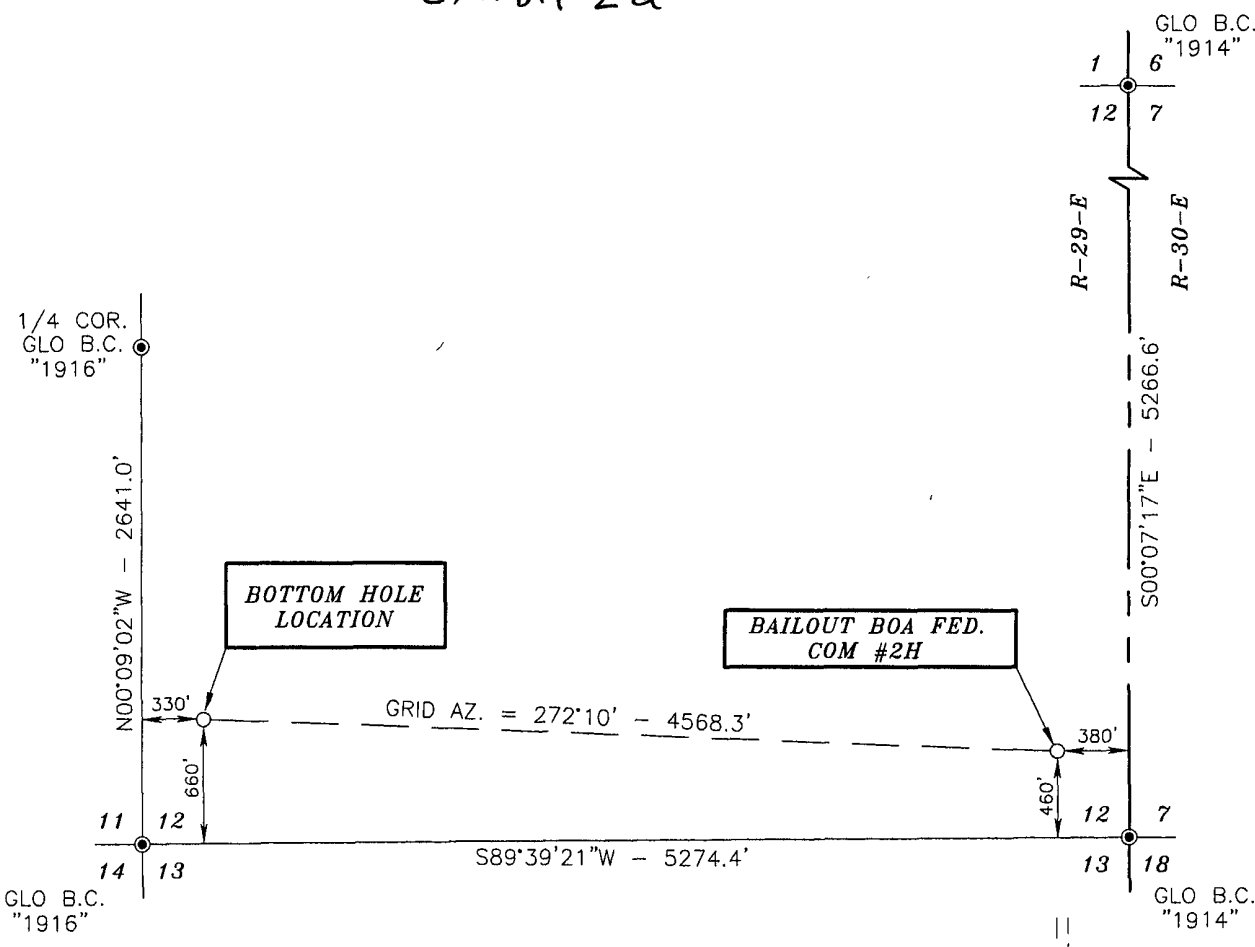 Exhibit 2a
GLO B.C.
"1914"
1 6
12 7
R-29-E
R-30-E
1/4 COR.
GLO B.C.
"1916"
N00°09'02"W - 2641.0'
S00°07'17"E - 5266.6'
BOTTOM HOLE
LOCATION
BAILOUT BOA FED.
COM #2H
330'
GRID AZ. = 272°10' - 4568.3'
380'
660'
460'
11 12
14 13
S89°39'21"W - 5274.4'
12 7
13 18
GLO B.C.
"1916"
GLO B.C.
"1914"